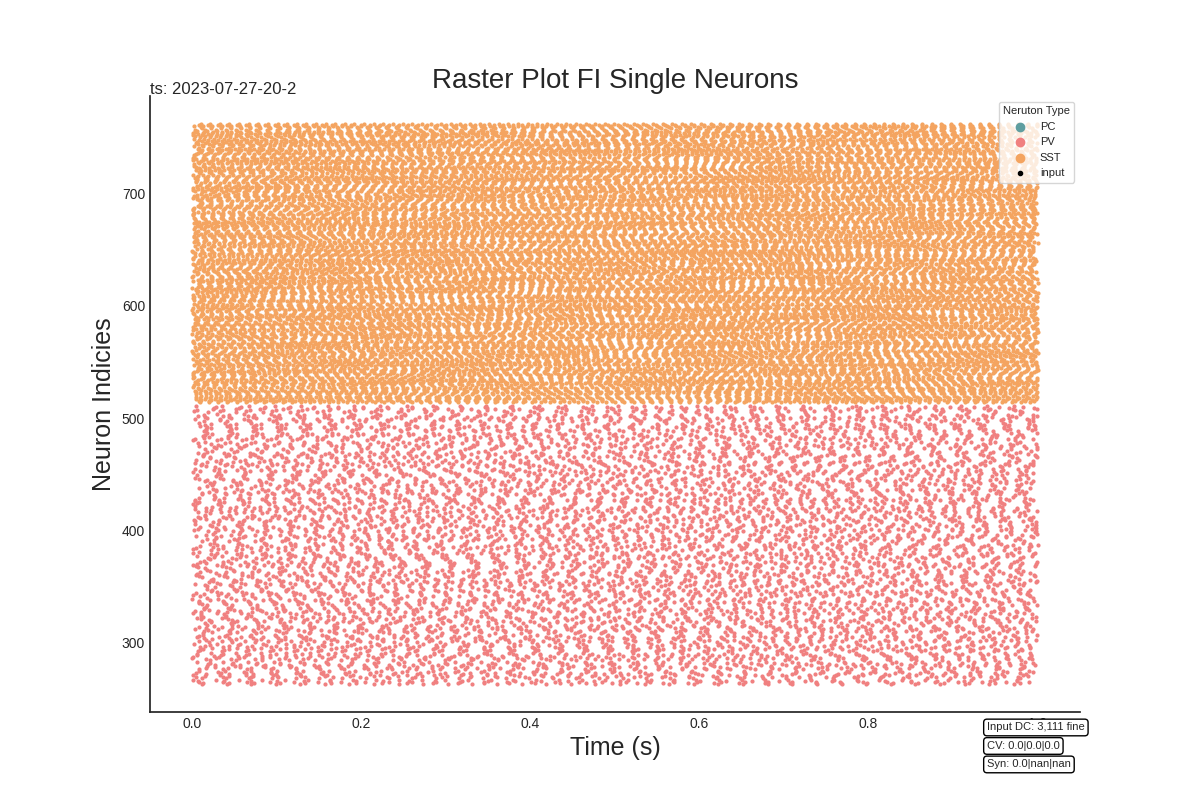 Raster Plot FI Single Neurons
ts: 2023-07-27-20-2
Neruton Type
PC
PV
SST
input
700
600
500
400
300
Neuron Indicies
0.0 0.2 0.4 0.6 0.8
Time (s)
Input DC: 3,111 fine
CV: 0.0|0.0|0.0
Syn: 0.0|nan|nan